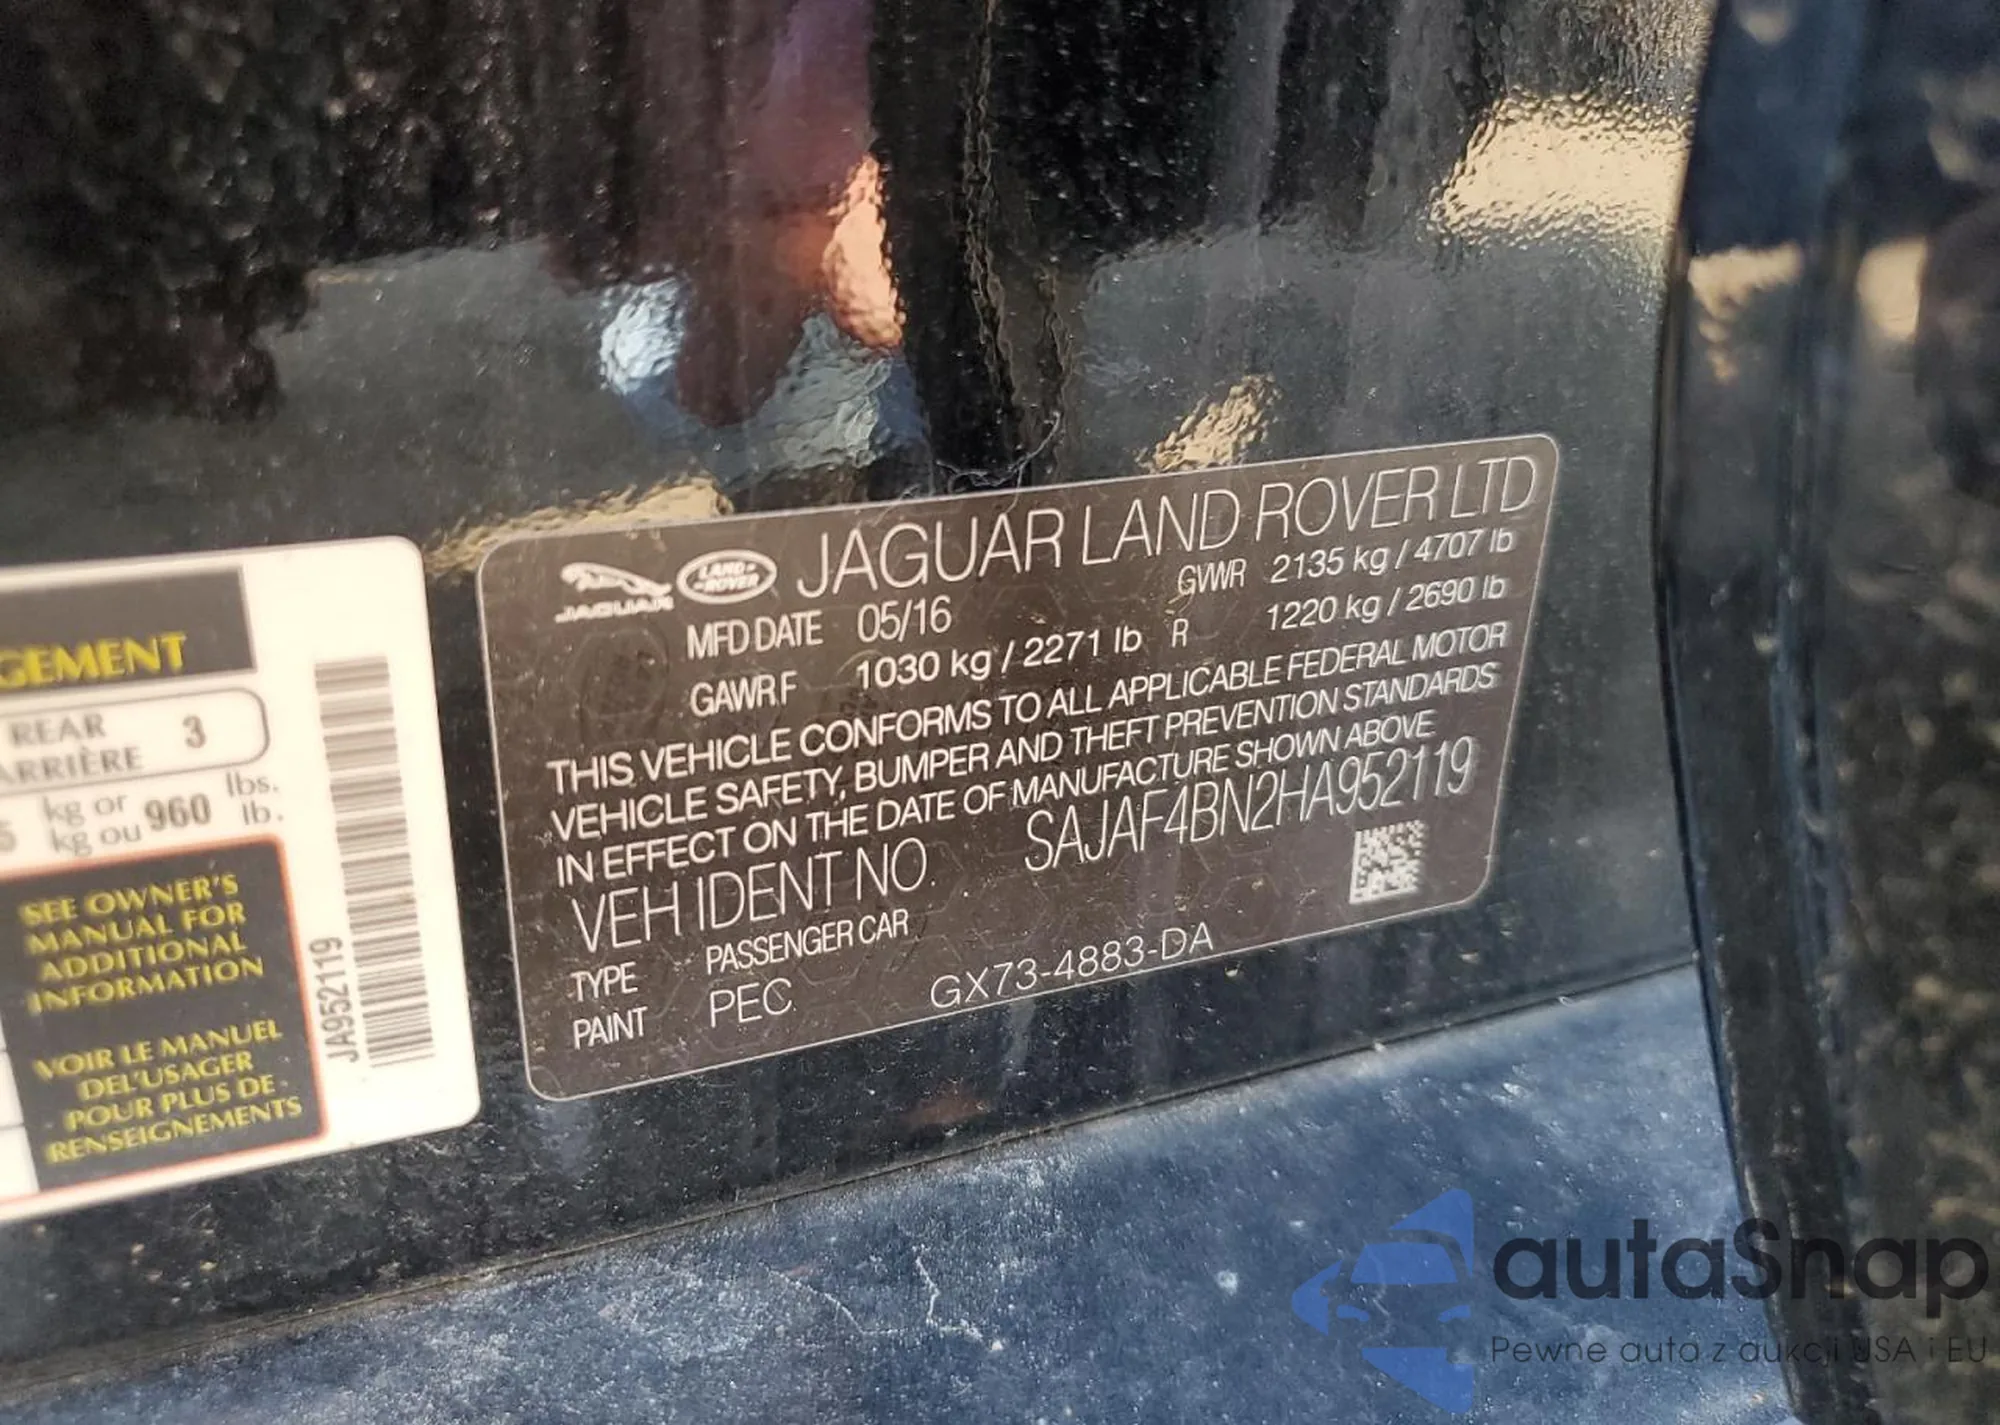 GEMENT
REAR
ARRIÈRE
3
kg or
kg ou
960
lbs.
lb.
SEE OWNER'S
MANUAL FOR
ADDITIONAL
INFORMATION
VOIR LE MANUEL
DEL'USAGER
POUR PLUS DE
RENSEIGNEMENTS
JA952119
JAGUAR
LAND-
ROVER
JAGUAR LAND ROVER LTD
MFD DATE 05/16 GVWR 2135 kg / 4707 lb
GAWR F 1030 kg / 2271 lb R 1220 kg / 2690 lb
THIS VEHICLE CONFORMS TO ALL APPLICABLE FEDERAL MOTOR
VEHICLE SAFETY, BUMPER AND THEFT PREVENTION STANDARDS
IN EFFECT ON THE DATE OF MANUFACTURE SHOWN ABOVE
VEH IDENT NO. SAJAF4BN2HA952119
TYPE PASSENGER CAR
PAINT PEC GX73-4883-DA
autaSnap
Pewne auta z aukcji USA i EU